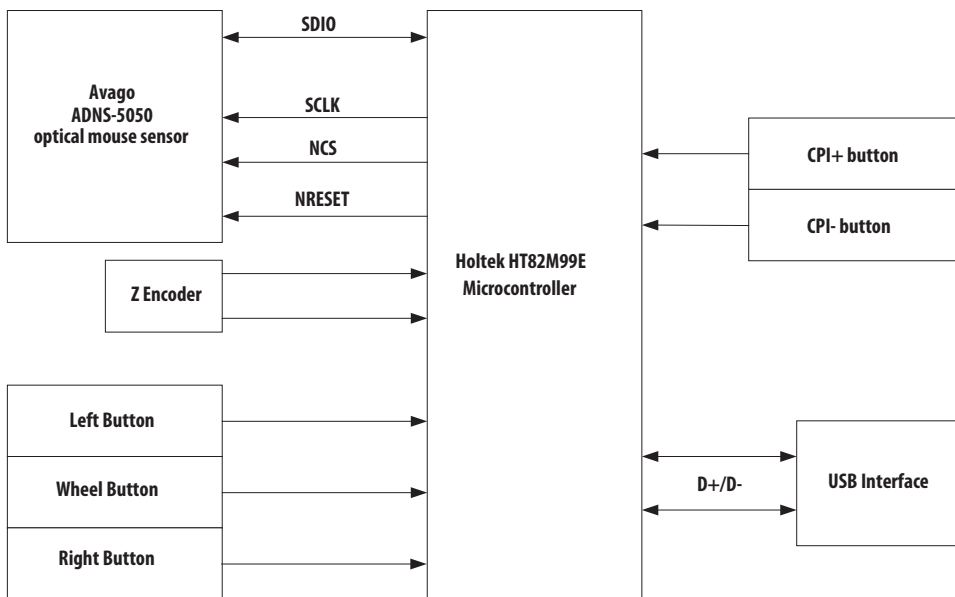 SDIO
Avago
ADNS-5050
optical mouse sensor
SCLK
NCS
NRESET
CPI+ button
CPI- button
Holtek HT82M99E
Microcontroller
Z Encoder
Left Button
Wheel Button
Right Button
D+/D-
USB Interface